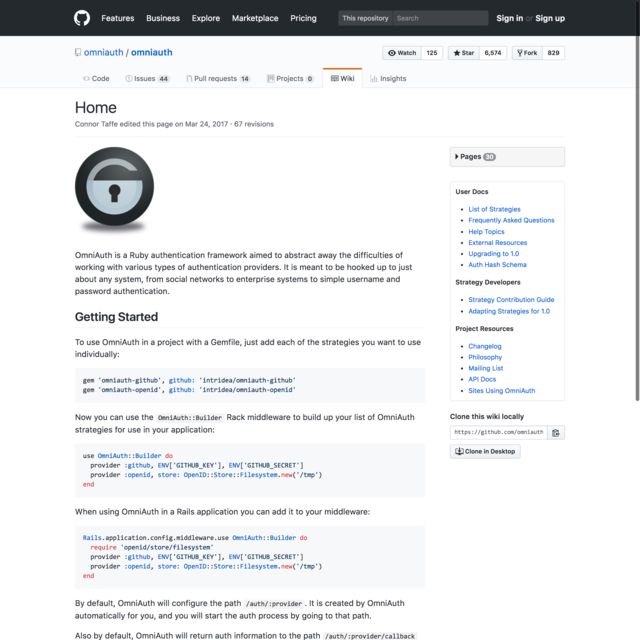 Features Business Explore Marketplace Pricing This repository Search Sign in or Sign up
omniauth / omniauth Watch 125 Star 6,574 Fork 829
Code Issues 44 Pull requests 14 Projects 0 Wiki Insights
Home
Connor Taffe edited this page on Mar 24, 2017 · 67 revisions
OmniAuth is a Ruby authentication framework aimed to abstract away the difficulties of
working with various types of authentication providers. It is meant to be hooked up to just
about any system, from social networks to enterprise systems to simple username and
password authentication.
Getting Started
To use OmniAuth in a project with a Gemfile, just add each of the strategies you want to use
individually:
gem 'omniauth-github', github: 'intridea/omniauth-github'
gem 'omniauth-openid', github: 'intridea/omniauth-openid'
Now you can use the OmniAuth::Builder Rack middleware to build up your list of OmniAuth
strategies for use in your application:
use OmniAuth::Builder do
provider :github, ENV['GITHUB_KEY'], ENV['GITHUB_SECRET']
provider :openid, store: OpenID::Store::Filesystem.new('/tmp')
end
When using OmniAuth in a Rails application you can add it to your middleware:
Rails.application.config.middleware.use OmniAuth::Builder do
require 'openid/store/filesystem'
provider :github, ENV['GITHUB_KEY'], ENV['GITHUB_SECRET']
provider :openid, store: OpenID::Store::Filesystem.new('/tmp')
end
By default, OmniAuth will configure the path /auth/:provider . It is created by OmniAuth
automatically for you, and you will start the auth process by going to that path.
Also by default, OmniAuth will return auth information to the path /auth/:provider/callback
Pages 30
User Docs
List of Strategies
Frequently Asked Questions
Help Topics
External Resources
Upgrading to 1.0
Auth Hash Schema
Strategy Developers
Strategy Contribution Guide
Adapting Strategies for 1.0
Project Resources
Changelog
Philosophy
Mailing List
API Docs
Sites Using OmniAuth
Clone this wiki locally
https://github.com/omniauth
Clone in Desktop